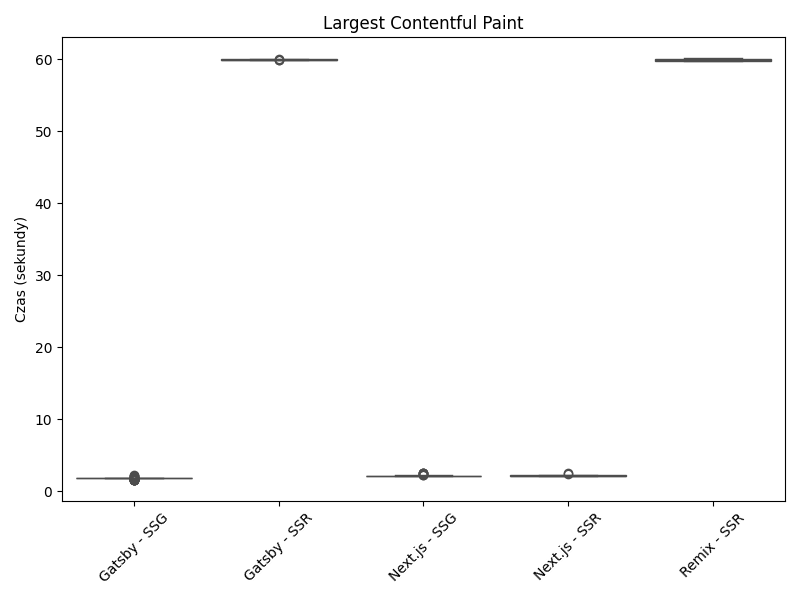 Largest Contentful Paint
Czas (sekundy)
60
50
40
30
20
10
0
Gatsby - SSG
Gatsby - SSR
Next.js - SSG
Next.js - SSR
Remix - SSR